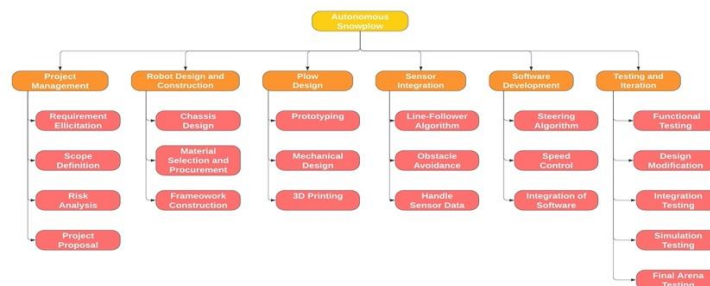 Autonomous
Snowplow
Project
Management
Robot Design and
Construction
Plow
Design
Sensor
Integration
Software
Development
Testing and
Iteration
Requirement
Ellicitation
Scope
Definition
Risk
Analysis
Project
Proposal
Chassis
Design
Material
Selection and
Procurement
Frameowork
Construction
Prototyping
Mechanical
Design
3D Printing
Line-Follower
Algorithm
Obstacle
Avoidance
Handle
Sensor Data
Steering
Algorithm
Speed
Control
Integration of
Software
Functional
Testing
Design
Modification
Integration
Testing
Simulation
Testing
Final Arena
Testing